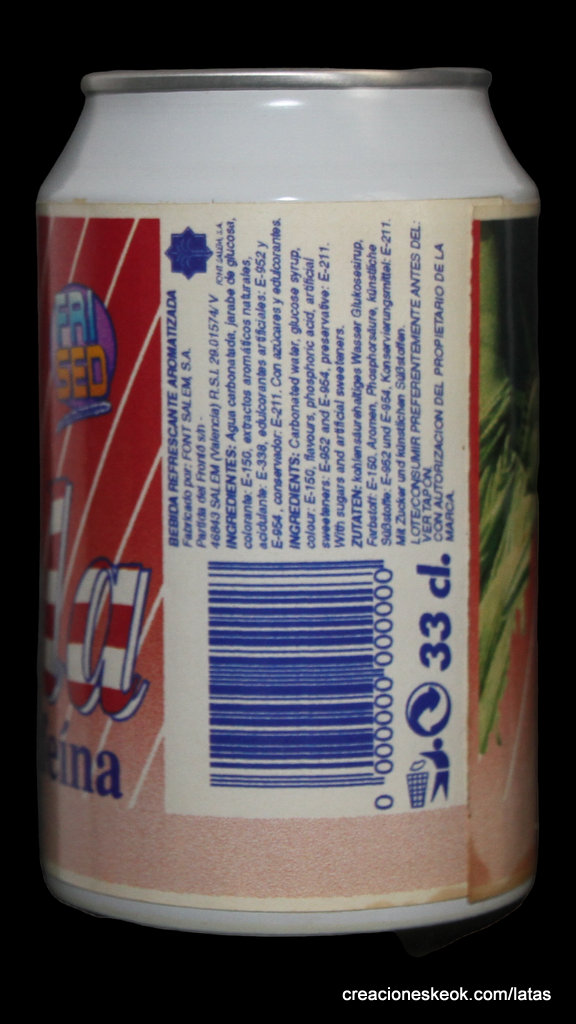 ER
SED
da
eína
FONT SALEM, S.A.
BEBIDA REFRESCANTE AROMATIZADA
Fabricado por: FONT SALEM, S.A.
Partida del Frontó s/n -
46843 SALEM (Valencia) R.S.I. 29.01574/V
INGREDIENTES: Agua carbonatada, jarabe de glucosa,
colorante: E-150, extractos aromáticos naturales,
acidulante: E-338, edulcorantes artificiales: E-952 y
E-954, conservador: E-211. Con azúcares y edulcorantes.
INGREDIENTS: Carbonated water, glucose syrup,
colour: E-150, flavours, phosphoric acid, artificial
sweeteners: E-952 and E-954, preservative: E-211.
With sugars and artificial sweeteners.
ZUTATEN: kohlensäurehaltiges Wasser Glukosesirup,
Farbstoff: E-150, Aromen, Phosphorsäure, künstliche
Süßstoffe: E-952 und E-954, Konservierungsmittel: E-211.
Mit Zucker und künstlichen Süßstoffen.
LOTE/CONSUMIR PREFERENTEMENTE ANTES DEL:
VER TAPÓN.
CON AUTORIZACION DEL PROPIETARIO DE LA
MARCA.
0 000000 000000
33 cl.
creacioneskeok.com/latas